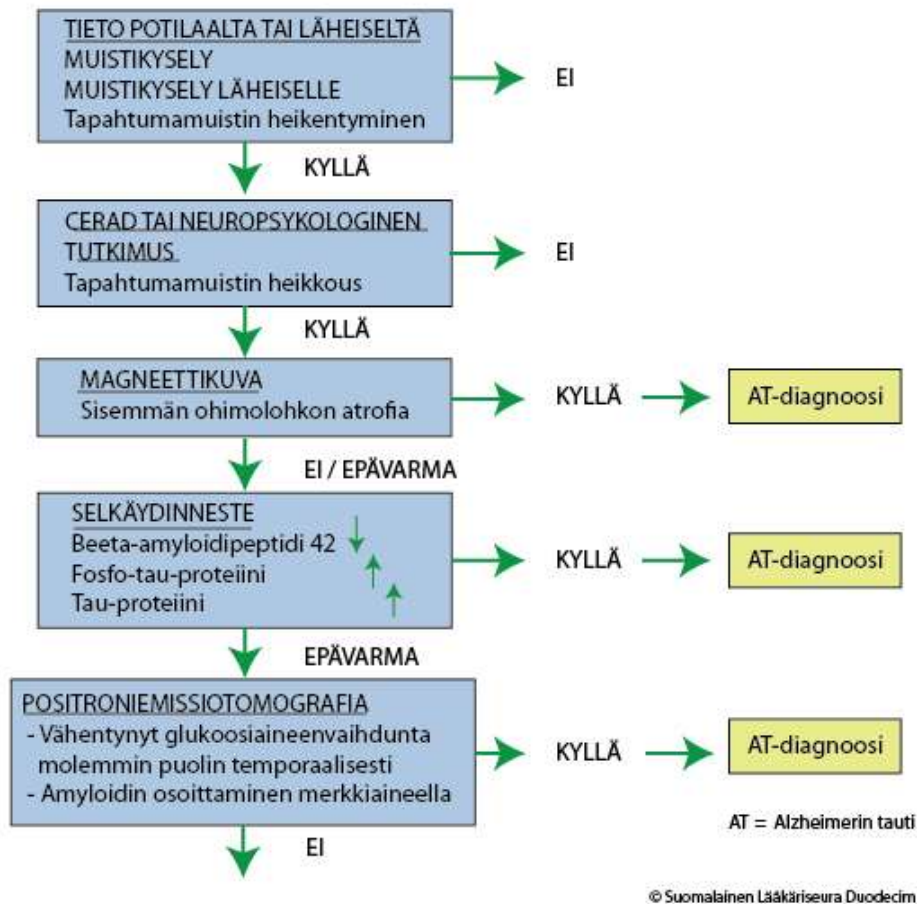 TIETO POTILAALTA TAI LÄHEISELTÄ
MUISTIKYSELY
MUISTIKYSELY LÄHEISELLE
Tapahtumamuistin heikentyminen
EI
KYLLÄ
CERAD TAI NEUROPSYKOLOGINEN
TUTKIMUS
Tapahtumamuistin heikkous
EI
KYLLÄ
MAGNEETTIKUVA
Sisemmän ohimolohkon atrofia
KYLLÄ
AT-diagnoosi
EI / EPÄVARMA
SELKÄYDINNESTE
Beeta-amyloidipeptidi 42
Fosfo-tau-proteiini
Tau-proteiini
KYLLÄ
AT-diagnoosi
EPÄVARMA
POSITRONIEMISSIOTOMOGRAFIA
- Vähentynyt glukoosiaineenvaihdunta
molemmin puolin temporaalisesti
- Amyloidin osoittaminen merkkiaineella
KYLLÄ
AT-diagnoosi
EI
AT = Alzheimerin tauti
© Suomalainen Lääkäriseura Duodecim